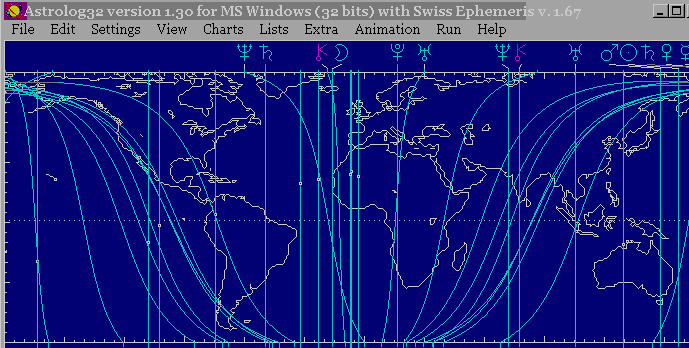 Astrolog32 version 1.30 for MS Windows (32 bits) with Swiss Ephemeris v. 1.67
File Edit Settings View Charts Lists Extra Animation Run Help